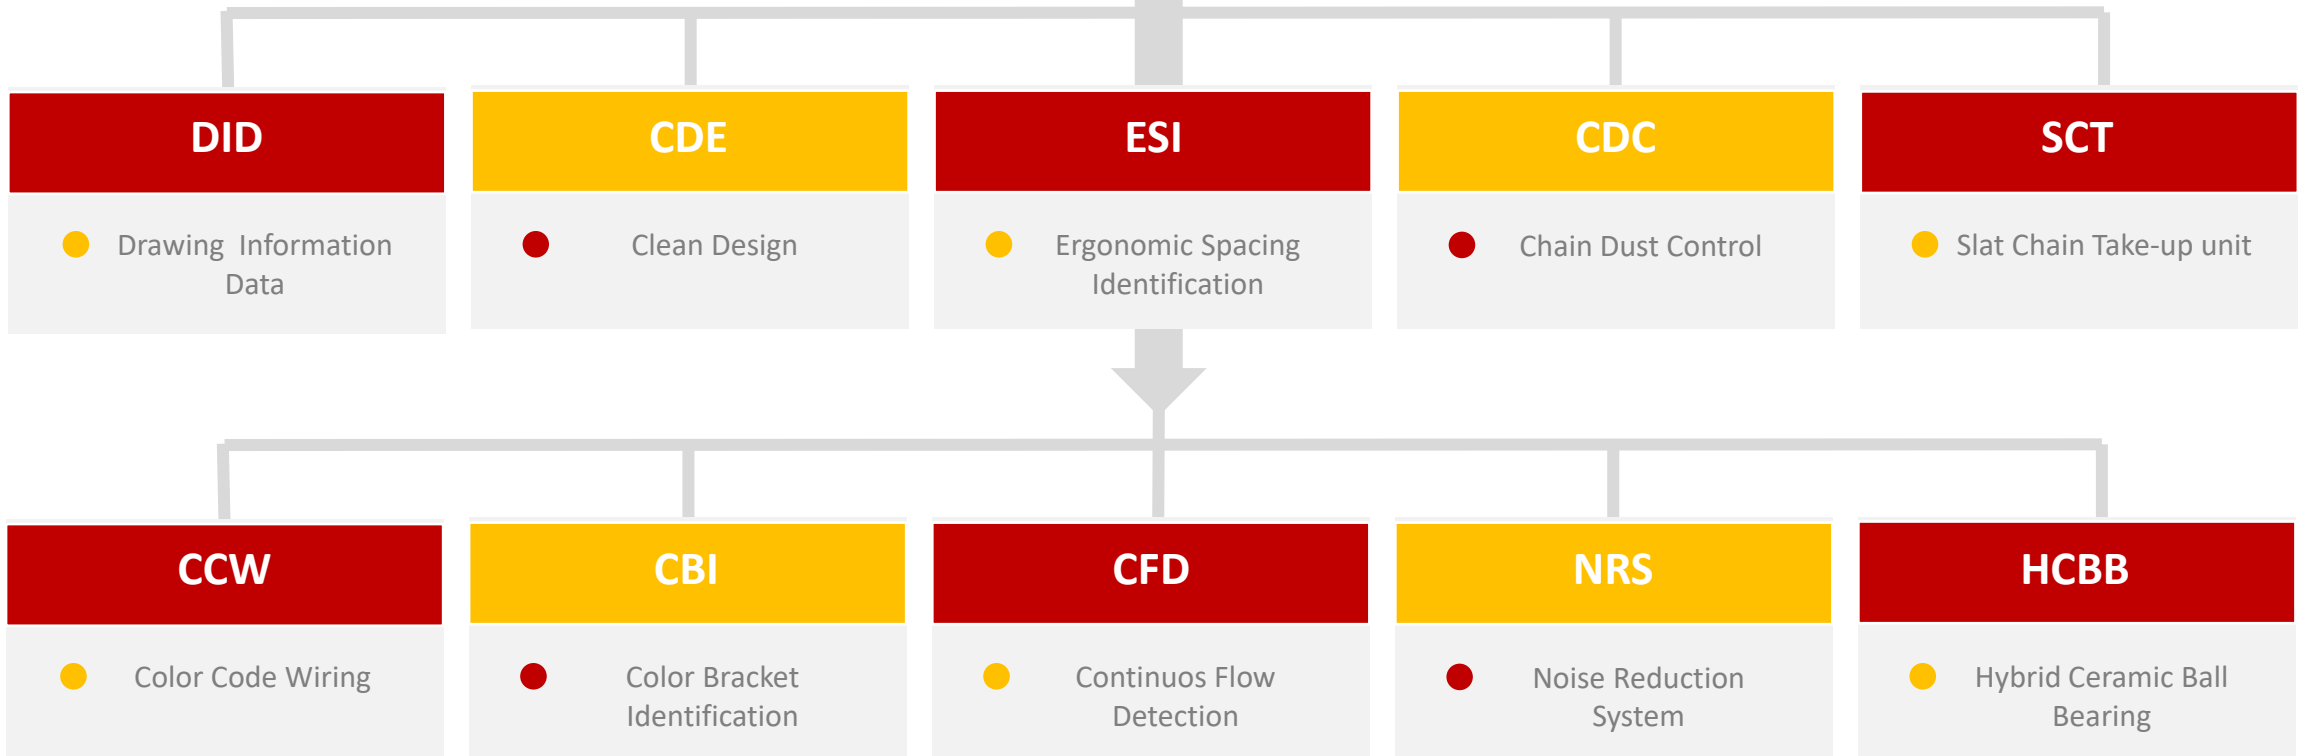 DID
CDE
ESI
CDC
SCT
Drawing Information
Data
Clean Design
Ergonomic Spacing
Identification
Chain Dust Control
Slat Chain Take-up unit
CCW
CBI
CFD
NRS
HCBB
Color Code Wiring
Color Bracket
Identification
Continuos Flow
Detection
Noise Reduction
System
Hybrid Ceramic Ball
Bearing